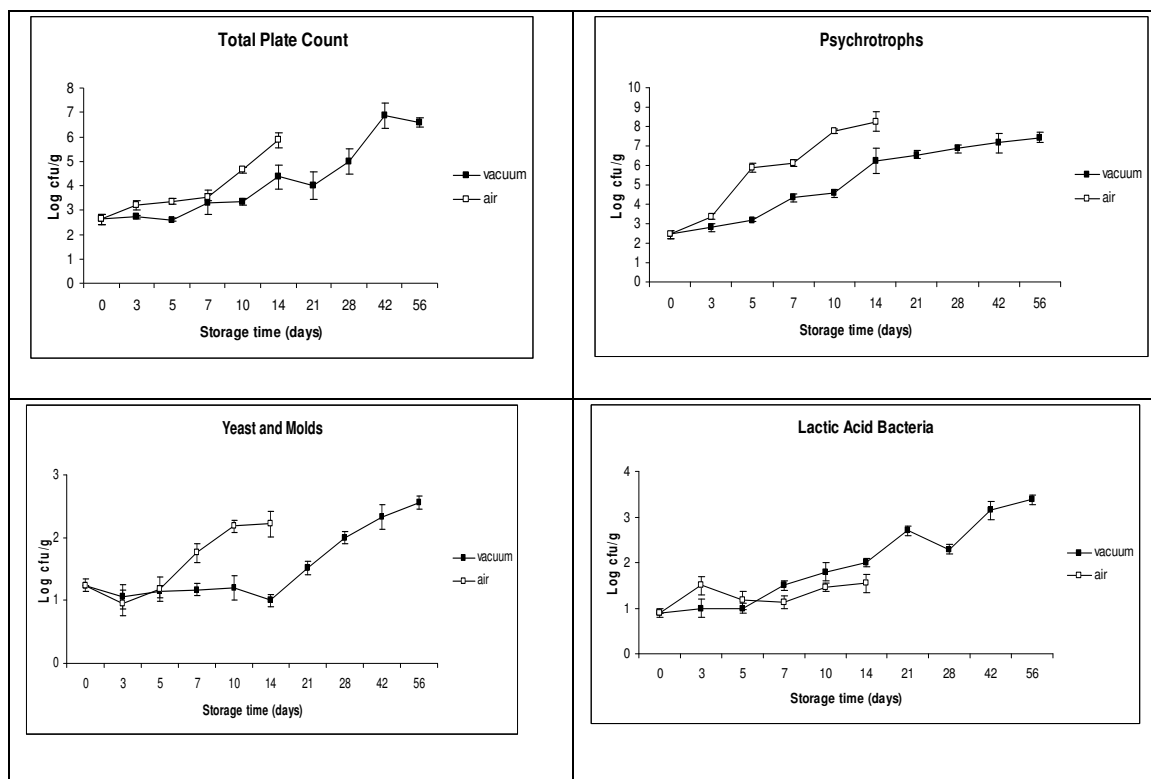 Total Plate Count
8
7
6
5
4
3
2
1
0
Log cfu/g
0 3 5 7 10 14 21 28 42 56
Storage time (days)
vacuum
air
Psychrotrophs
10
9
8
7
6
5
4
3
2
1
0
Log cfu/g
0 3 5 7 10 14 21 28 42 56
Storage time (days)
vacuum
air
Yeast and Molds
3
2
1
0
Log cfu/g
0 3 5 7 10 14 21 28 42 56
Storage time (days)
vacuum
air
Lactic Acid Bacteria
4
3
2
1
0
Log cfu/g
0 3 5 7 10 14 21 28 42 56
Storage time (days)
vacuum
air